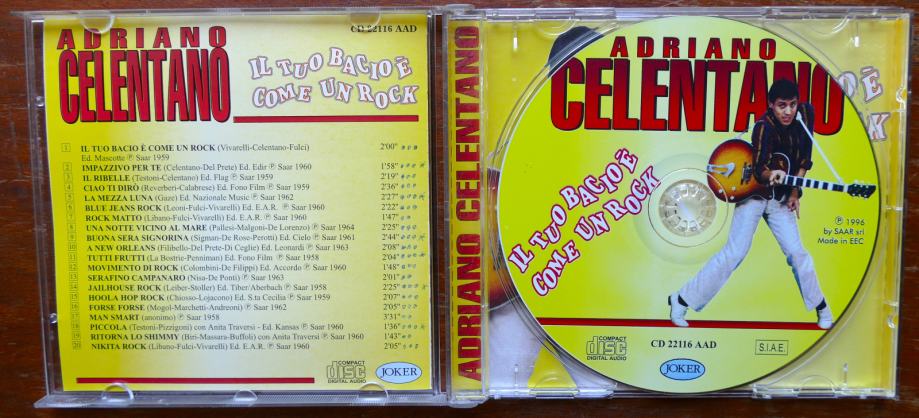 CD 22116 AAD
ADRIANO
CELENTANO
IL TUO BACIO È
COME UN ROCK
1 IL TUO BACIO È COME UN ROCK (Vivarelli-Celentano-Fulci) 2'00"
Ed. Mascotte ℗ Saar 1959
2 IMPAZZIVO PER TE (Celentano-Del Prete) Ed. Edir ℗ Saar 1960 1'58"
3 IL RIBELLE (Testoni-Celentano) Ed. Flag ℗ Saar 1959 2'19"
4 CIAO TI DIRÒ (Reverberi-Calabrese) Ed. Fono Film ℗ Saar 1959 2'36"
5 LA MEZZA LUNA (Gaze) Ed. Nazionale Music ℗ Saar 1962 2'27"
6 BLUE JEANS ROCK (Leoni-Fulci-Vivarelli) Ed. E.A.R. ℗ Saar 1960 2'22"
7 ROCK MATTO (Libano-Fulci-Vivarelli) Ed. E.A.R. ℗ Saar 1960 1'47"
8 UNA NOTTE VICINO AL MARE (Pallesi-Malgoni-De Lorenzo) ℗ Saar 1964 2'25"
9 BUONA SERA SIGNORINA (Sigman-De Rose-Perotti) Ed. Cielo ℗ Saar 1961 2'44"
10 A NEW ORLEANS (Filibello-Del Prete-Di Ceglie) Ed. Leonardi ℗ Saar 1963 2'08"
11 TUTTI FRUTTI (La Bostrie-Penniman) Ed. Fono Film ℗ Saar 1958 2'04"
12 MOVIMENTO DI ROCK (Colombini-De Filippi) Ed. Accordo ℗ Saar 1960 1'48"
13 SERAFINO CAMPANARO (Nisa-De Ponti) ℗ Saar 1963 2'01"
14 JAILHOUSE ROCK (Leiber-Stoller) Ed. Tiber/Aberbach ℗ Saar 1958 2'25"
15 HOOLA HOP ROCK (Chiosso-Lojacono) Ed. S.ta Cecilia ℗ Saar 1959 2'07"
16 FORSE FORSE (Mogol-Marchetti-Andreoni) ℗ Saar 1962 2'05"
17 MAN SMART (anonimo) ℗ Saar 1958 3'31"
18 PICCOLA (Testoni-Pizzigoni) con Anita Traversi - Ed. Kansas ℗ Saar 1960 1'36"
19 RITORNA LO SHIMMY (Biri-Massara-Buffoli) con Anita Traversi ℗ Saar 1960 1'43"
20 NIKITA ROCK (Libano-Fulci-Vivarelli) Ed. E.A.R. ℗ Saar 1960 2'05"
COMPACT
disc
DIGITAL AUDIO
JOKER
ADRIANO CELENTANO
ADRIANO
CELENTANO
IL TUO BACIO È
COME UN ROCK
℗ 1996
by SAAR srl
Made in EEC
COMPACT
disc
DIGITAL AUDIO
CD 22116 AAD
S.I.A.E.
JOKER